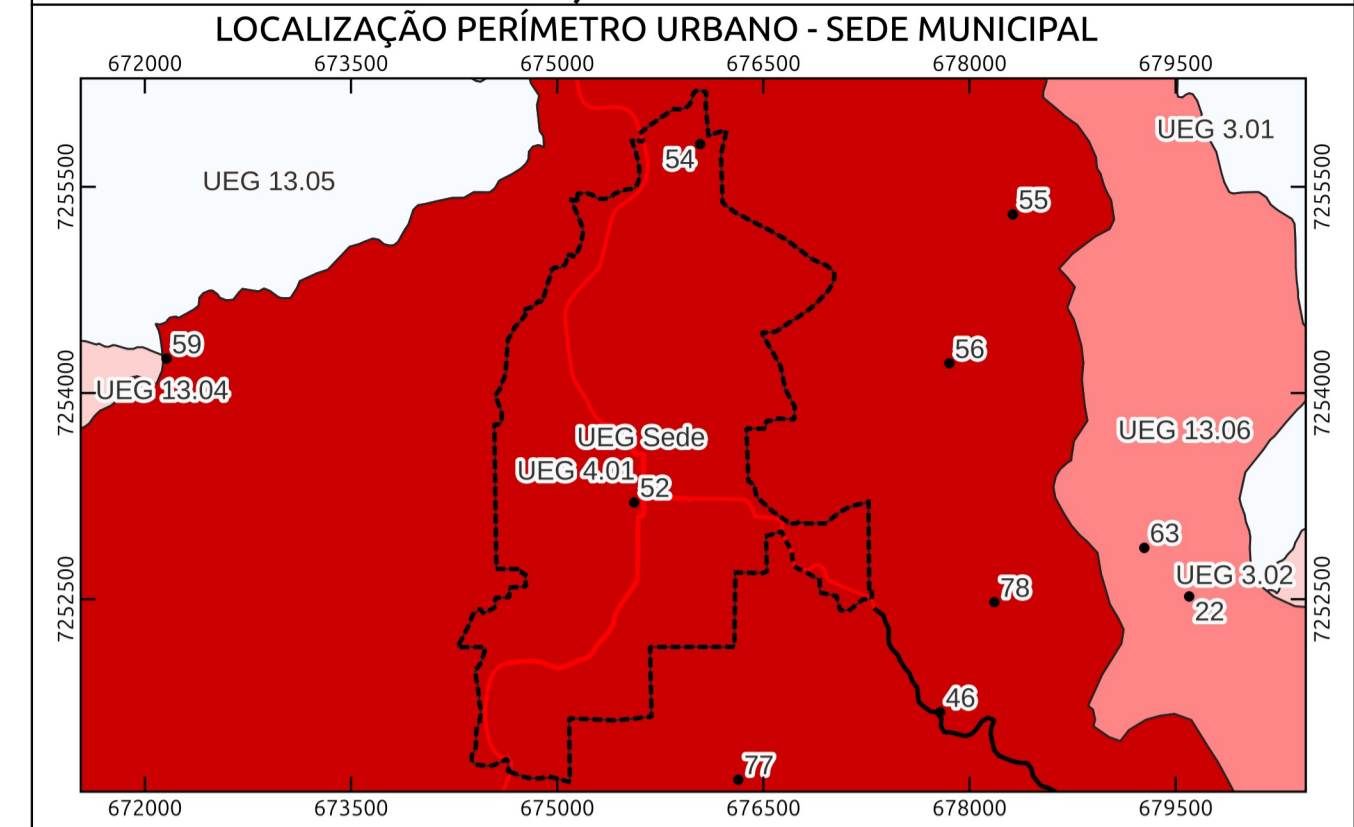 LOCALIZAÇÃO PERÍMETRO URBANO - SEDE MUNICIPAL
672000 673500 675000 676500 678000 679500
UEG 3.01
54
UEG 13.05
7255500
7255500
55
59
56
UEG 13.04
7254000
7254000
UEG Sede
UEG 13.06
UEG 4.01
52
63
UEG 3.02
78
22
7252500
7252500
46
77
672000 673500 675000 676500 678000 679500